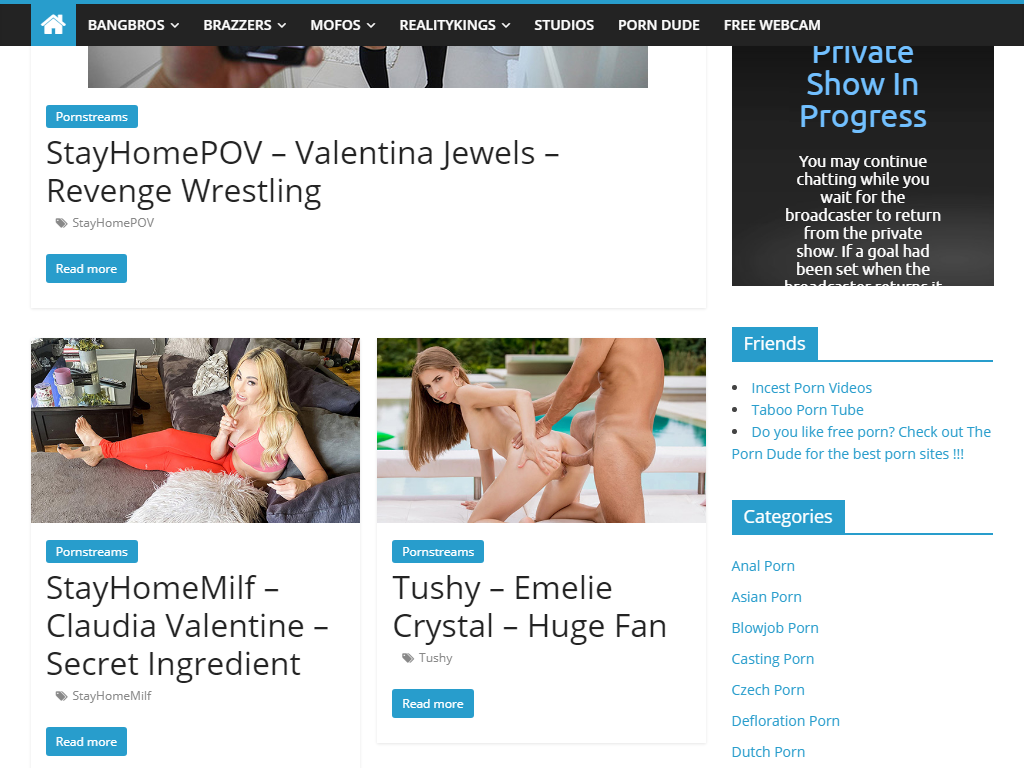 BANGBROS
BRAZZERS
MOFOS
REALITYKINGS
STUDIOS
PORN DUDE
FREE WEBCAM
Pornstreams
StayHomePOV – Valentina Jewels –
Revenge Wrestling
StayHomePOV
Read more
Pornstreams
StayHomeMilf –
Claudia Valentine –
Secret Ingredient
StayHomeMilf
Read more
Pornstreams
Tushy – Emelie
Crystal – Huge Fan
Tushy
Read more
Private
Show In
Progress
You may continue
chatting while you
wait for the
broadcaster to return
from the private
show. If a goal had
been set when the
broadcaster returns it
Friends
Incest Porn Videos
Taboo Porn Tube
Do you like free porn? Check out The
Porn Dude for the best porn sites !!!
Categories
Anal Porn
Asian Porn
Blowjob Porn
Casting Porn
Czech Porn
Defloration Porn
Dutch Porn